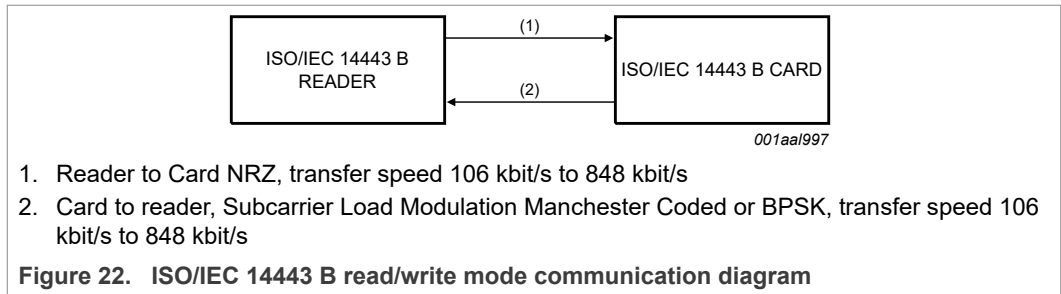 (1)
ISO/IEC 14443 B
READER
ISO/IEC 14443 B CARD
(2)
001aal997
1. Reader to Card NRZ, transfer speed 106 kbit/s to 848 kbit/s
2. Card to reader, Subcarrier Load Modulation Manchester Coded or BPSK, transfer speed 106
kbit/s to 848 kbit/s
Figure 22. ISO/IEC 14443 B read/write mode communication diagram